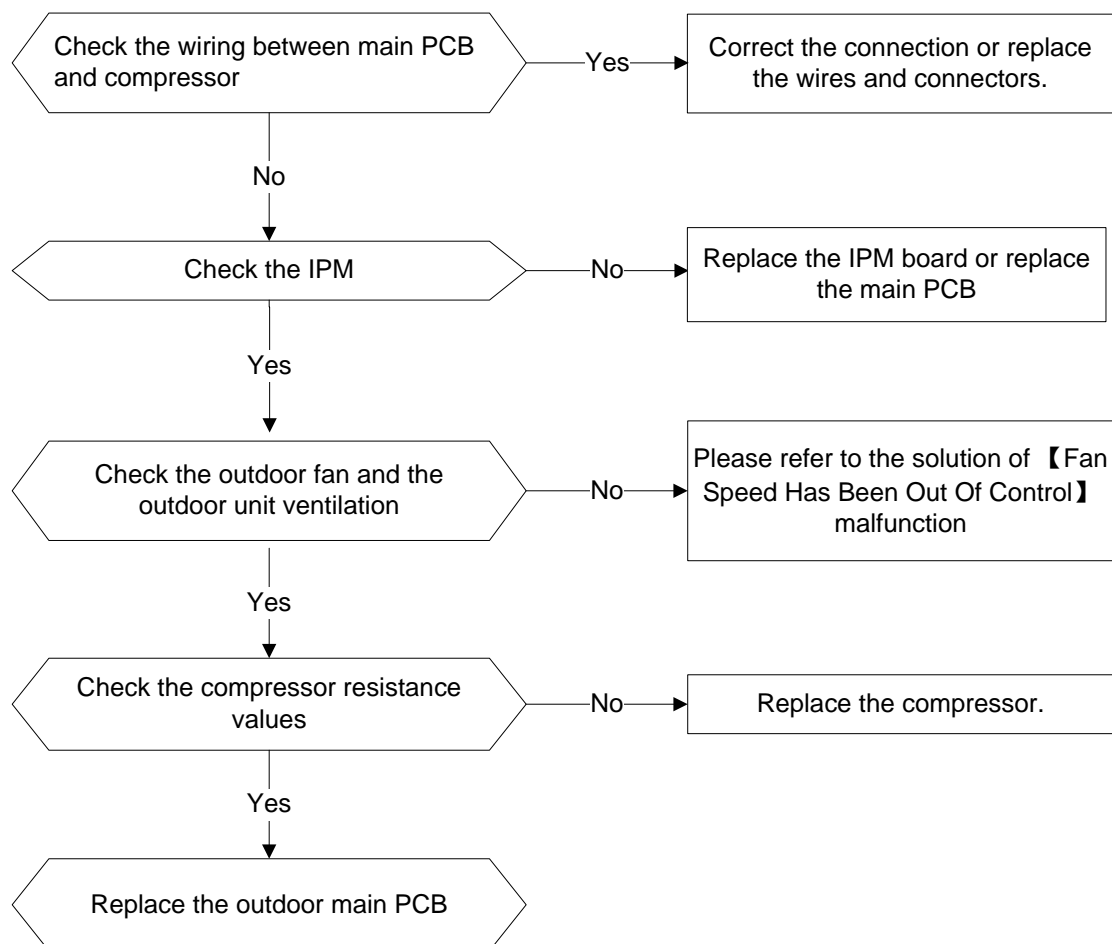 Check the wiring between main PCB
and compressor
Yes
Correct the connection or replace
the wires and connectors.
No
Check the IPM
No
Replace the IPM board or replace
the main PCB
Yes
Check the outdoor fan and the
outdoor unit ventilation
No
Please refer to the solution of 【Fan
Speed Has Been Out Of Control】
malfunction
Yes
Check the compressor resistance
values
No
Replace the compressor.
Yes
Replace the outdoor main PCB